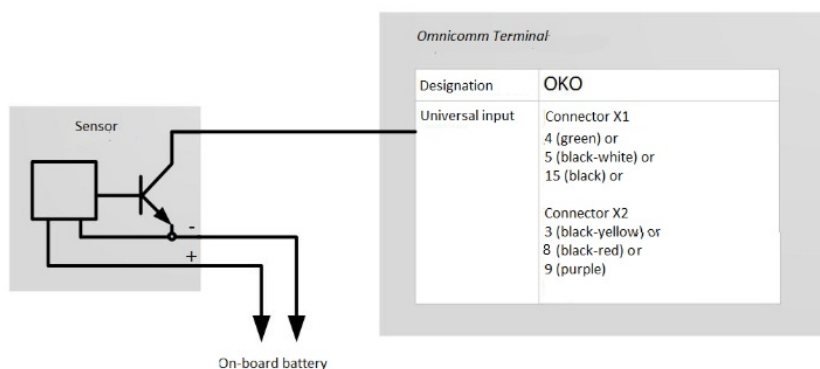 Omnicomm Terminal
Designation
OKO
Universal input
Connector X1
4 (green) or
5 (black-white) or
15 (black) or
Connector X2
3 (black-yellow) or
8 (black-red) or
9 (purple)
Sensor
-
+
On-board battery